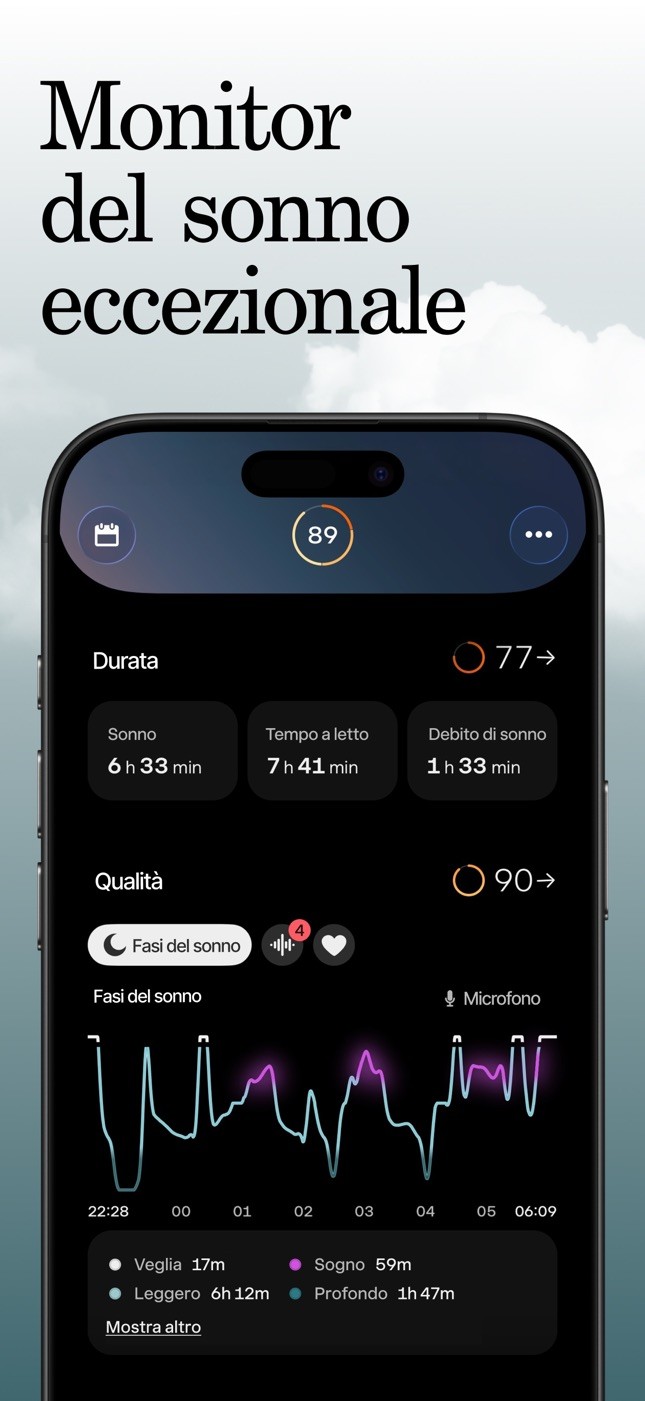 Monitor
del sonno
eccezionale
89
Durata 77→
Sonno Tempo a letto Debito di sonno
6 h 33 min 7 h 41 min 1 h 33 min
Qualità 90→
Fasi del sonno 4
Fasi del sonno Microfono
22:28 00 01 02 03 04 05 06:09
Veglia 17m Sogno 59m
Leggero 6h 12m Profondo 1h 47m
Mostra altro